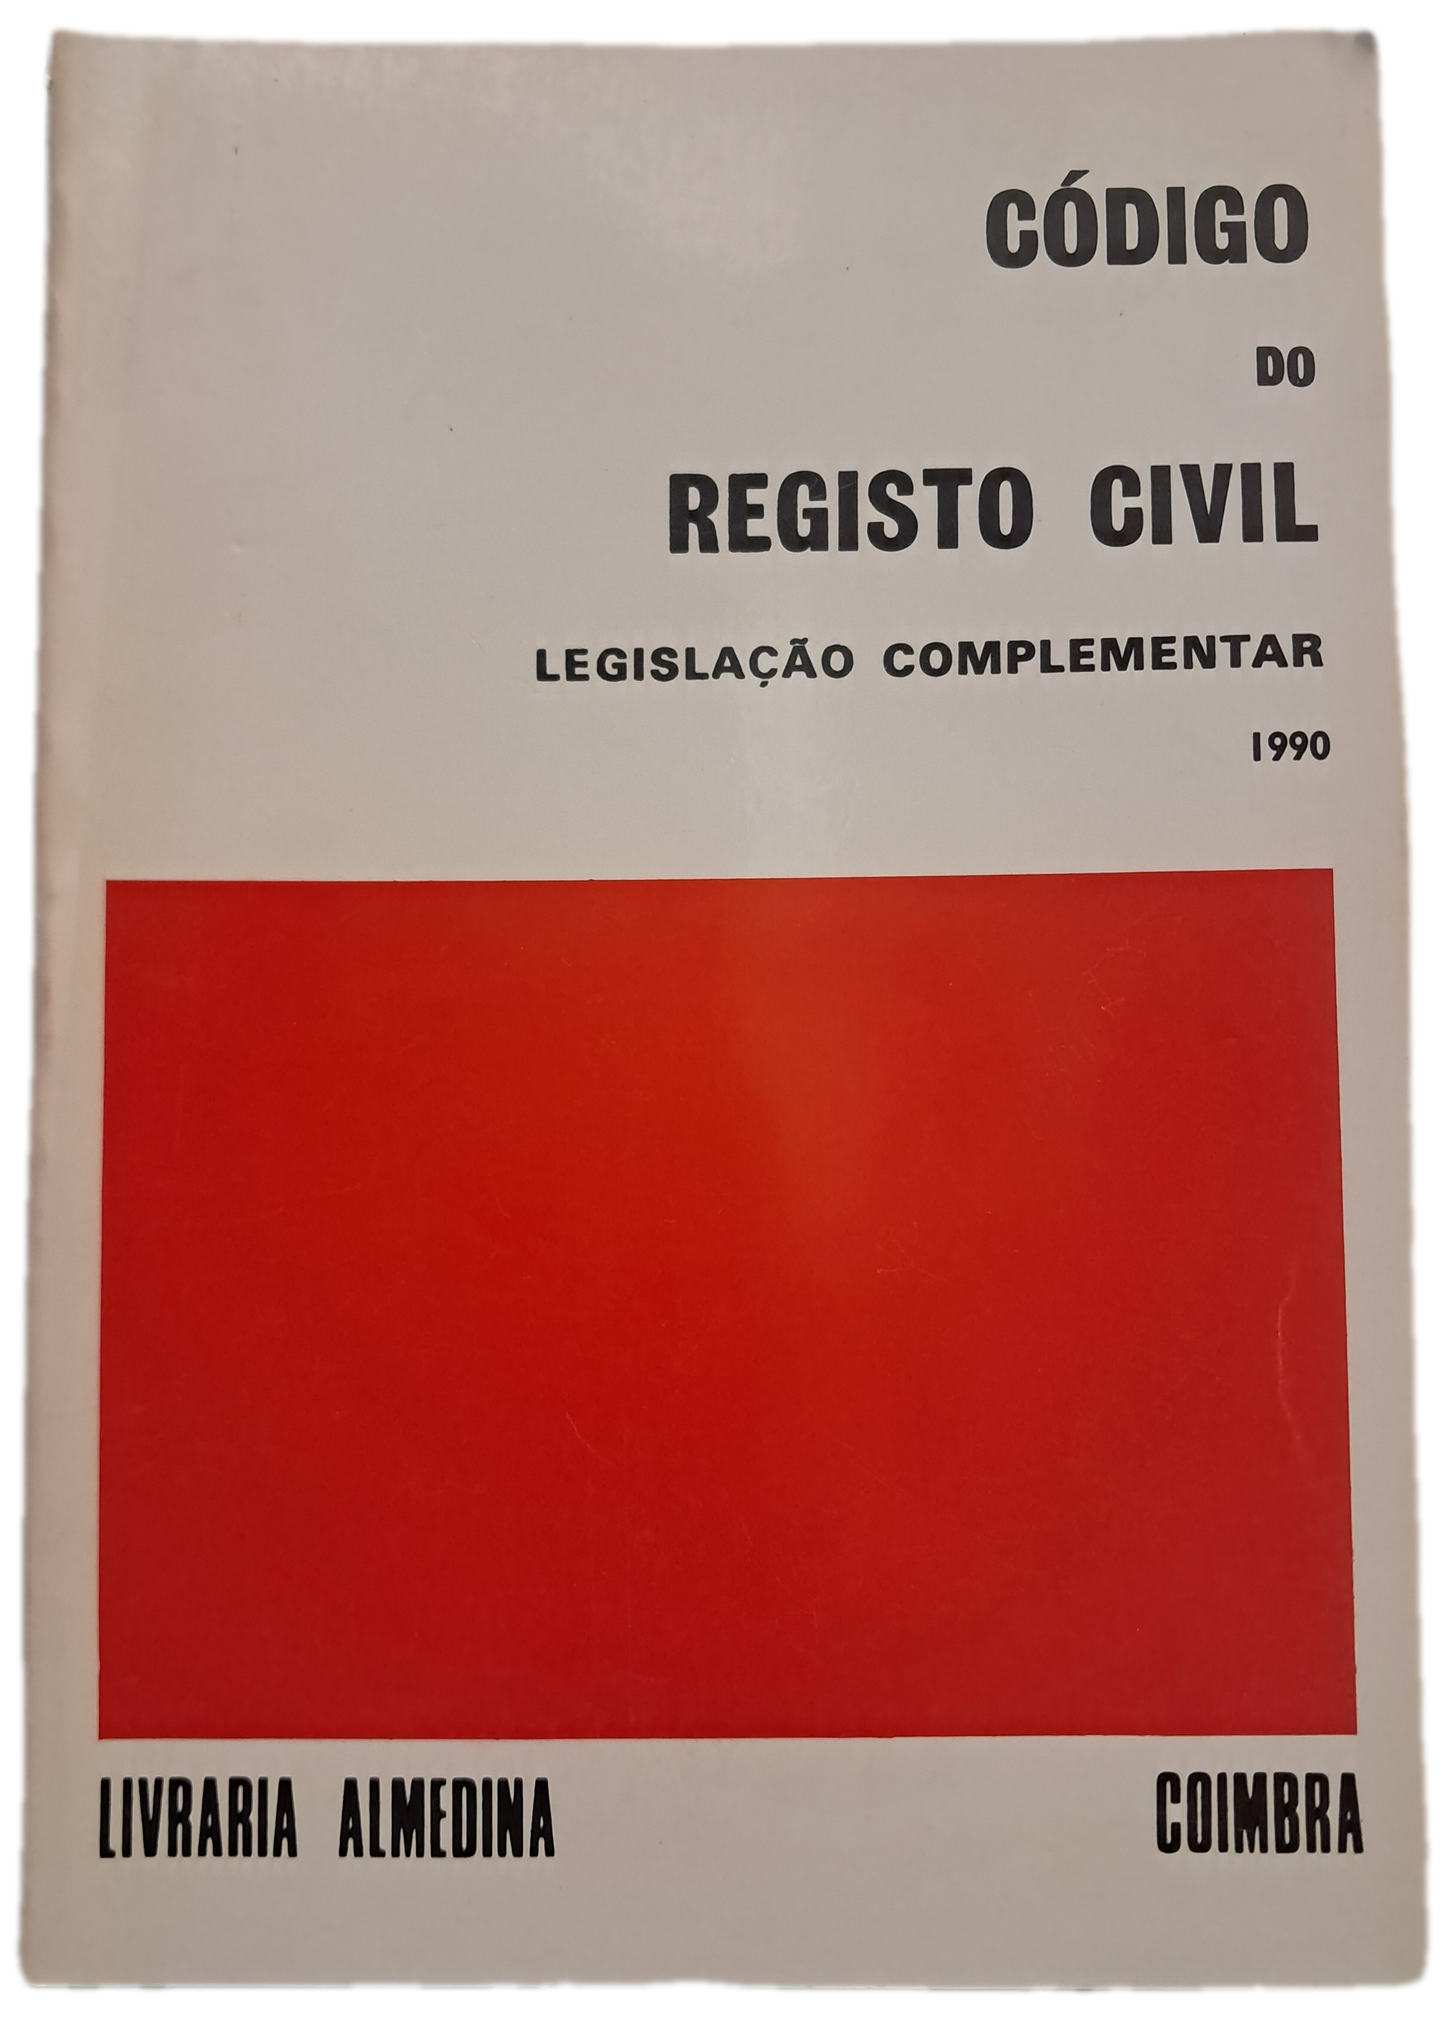 CÓDIGO
DO
REGISTO CIVIL
LEGISLAÇÃO COMPLEMENTAR
1990
LIVRARIA ALMEDINA COIMBRA